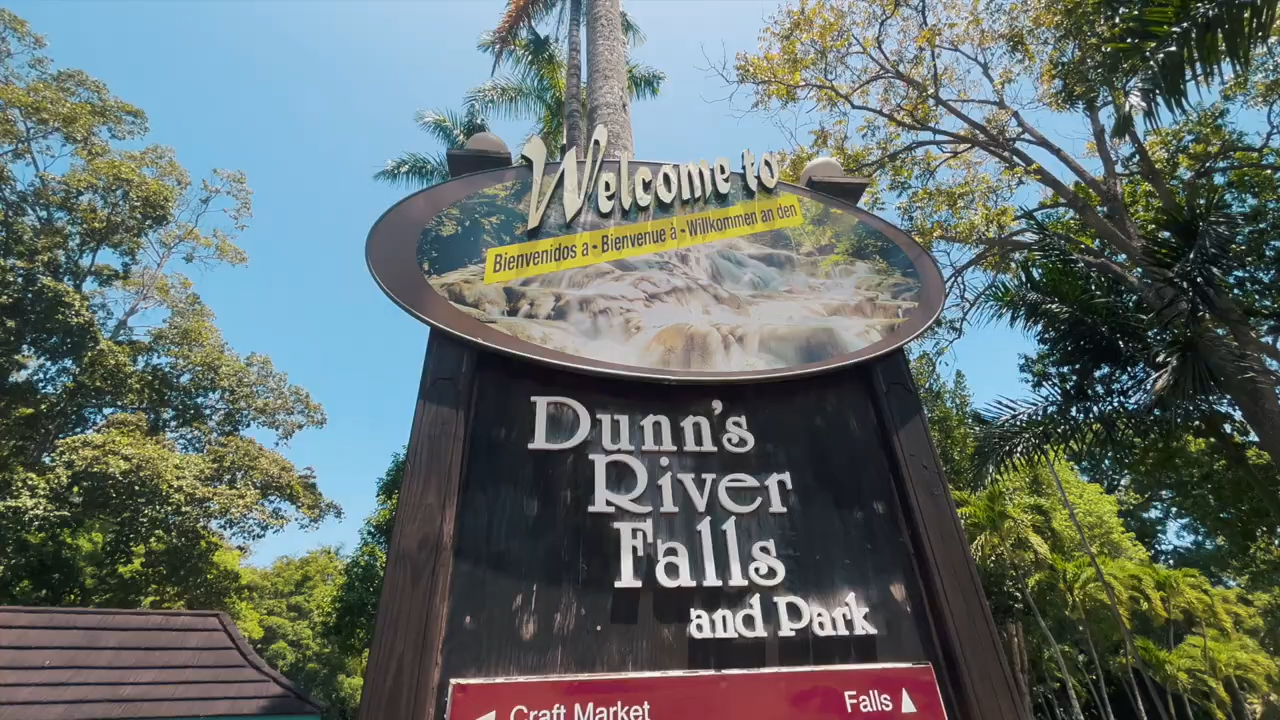 Welcome to
Bienvenidos a - Bienvenue à - Willkommen an den
Dunn's
River
Falls
and Park
Craft Market
Falls